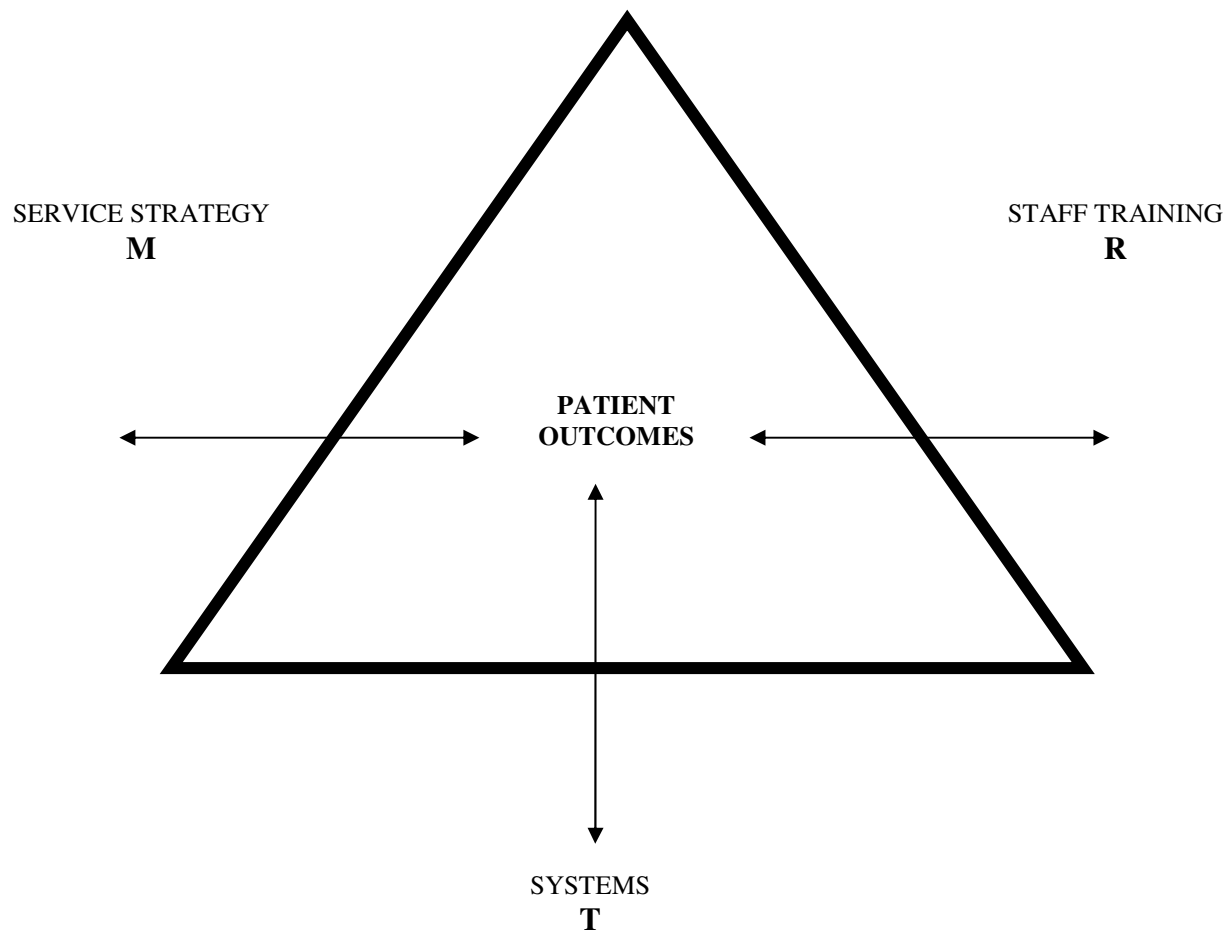 SERVICE STRATEGY
M
STAFF TRAINING
R
PATIENT
OUTCOMES
SYSTEMS
T